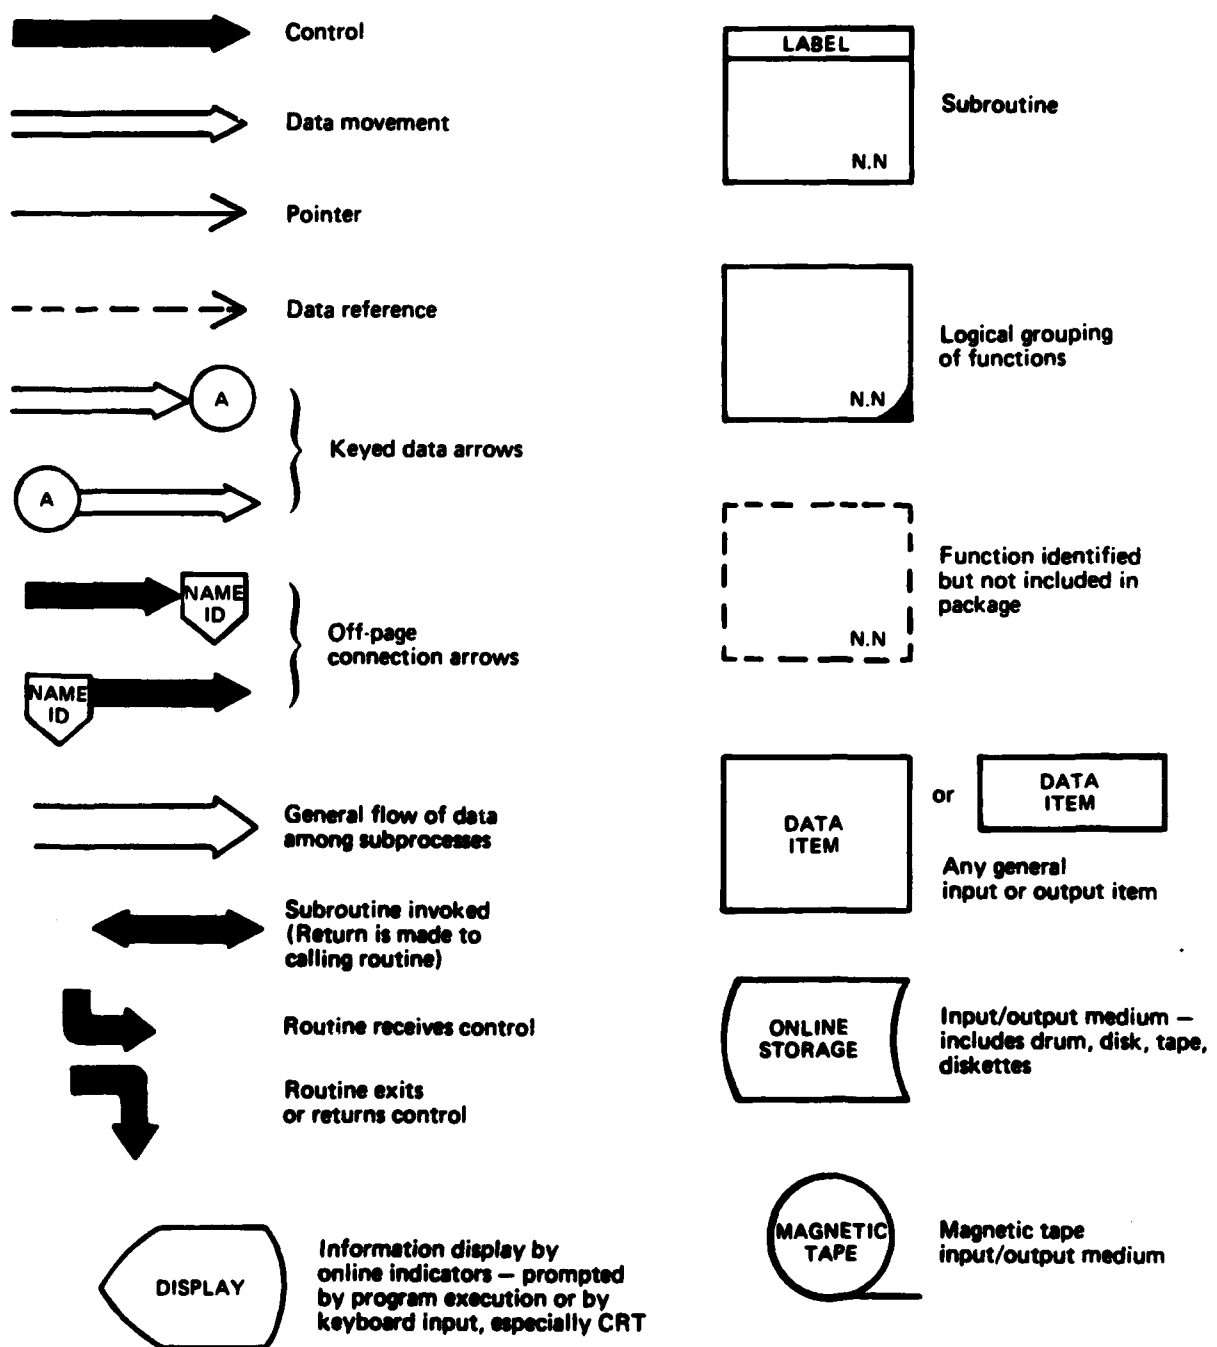 Control
Data movement
Pointer
Data reference
A
Keyed data arrows
A
NAME
ID
Off-page
connection arrows
NAME
ID
General flow of data
among subprocesses
Subroutine invoked
(Return is made to
calling routine)
Routine receives control
Routine exits
or returns control
DISPLAY
Information display by
online indicators — prompted
by program execution or by
keyboard input, especially CRT
LABEL
N.N
Subroutine
N.N
Logical grouping
of functions
N.N
Function identified
but not included in
package
DATA
ITEM
or
DATA
ITEM
Any general
input or output item
ONLINE
STORAGE
Input/output medium —
includes drum, disk, tape,
diskettes
MAGNETIC
TAPE
Magnetic tape
input/output medium